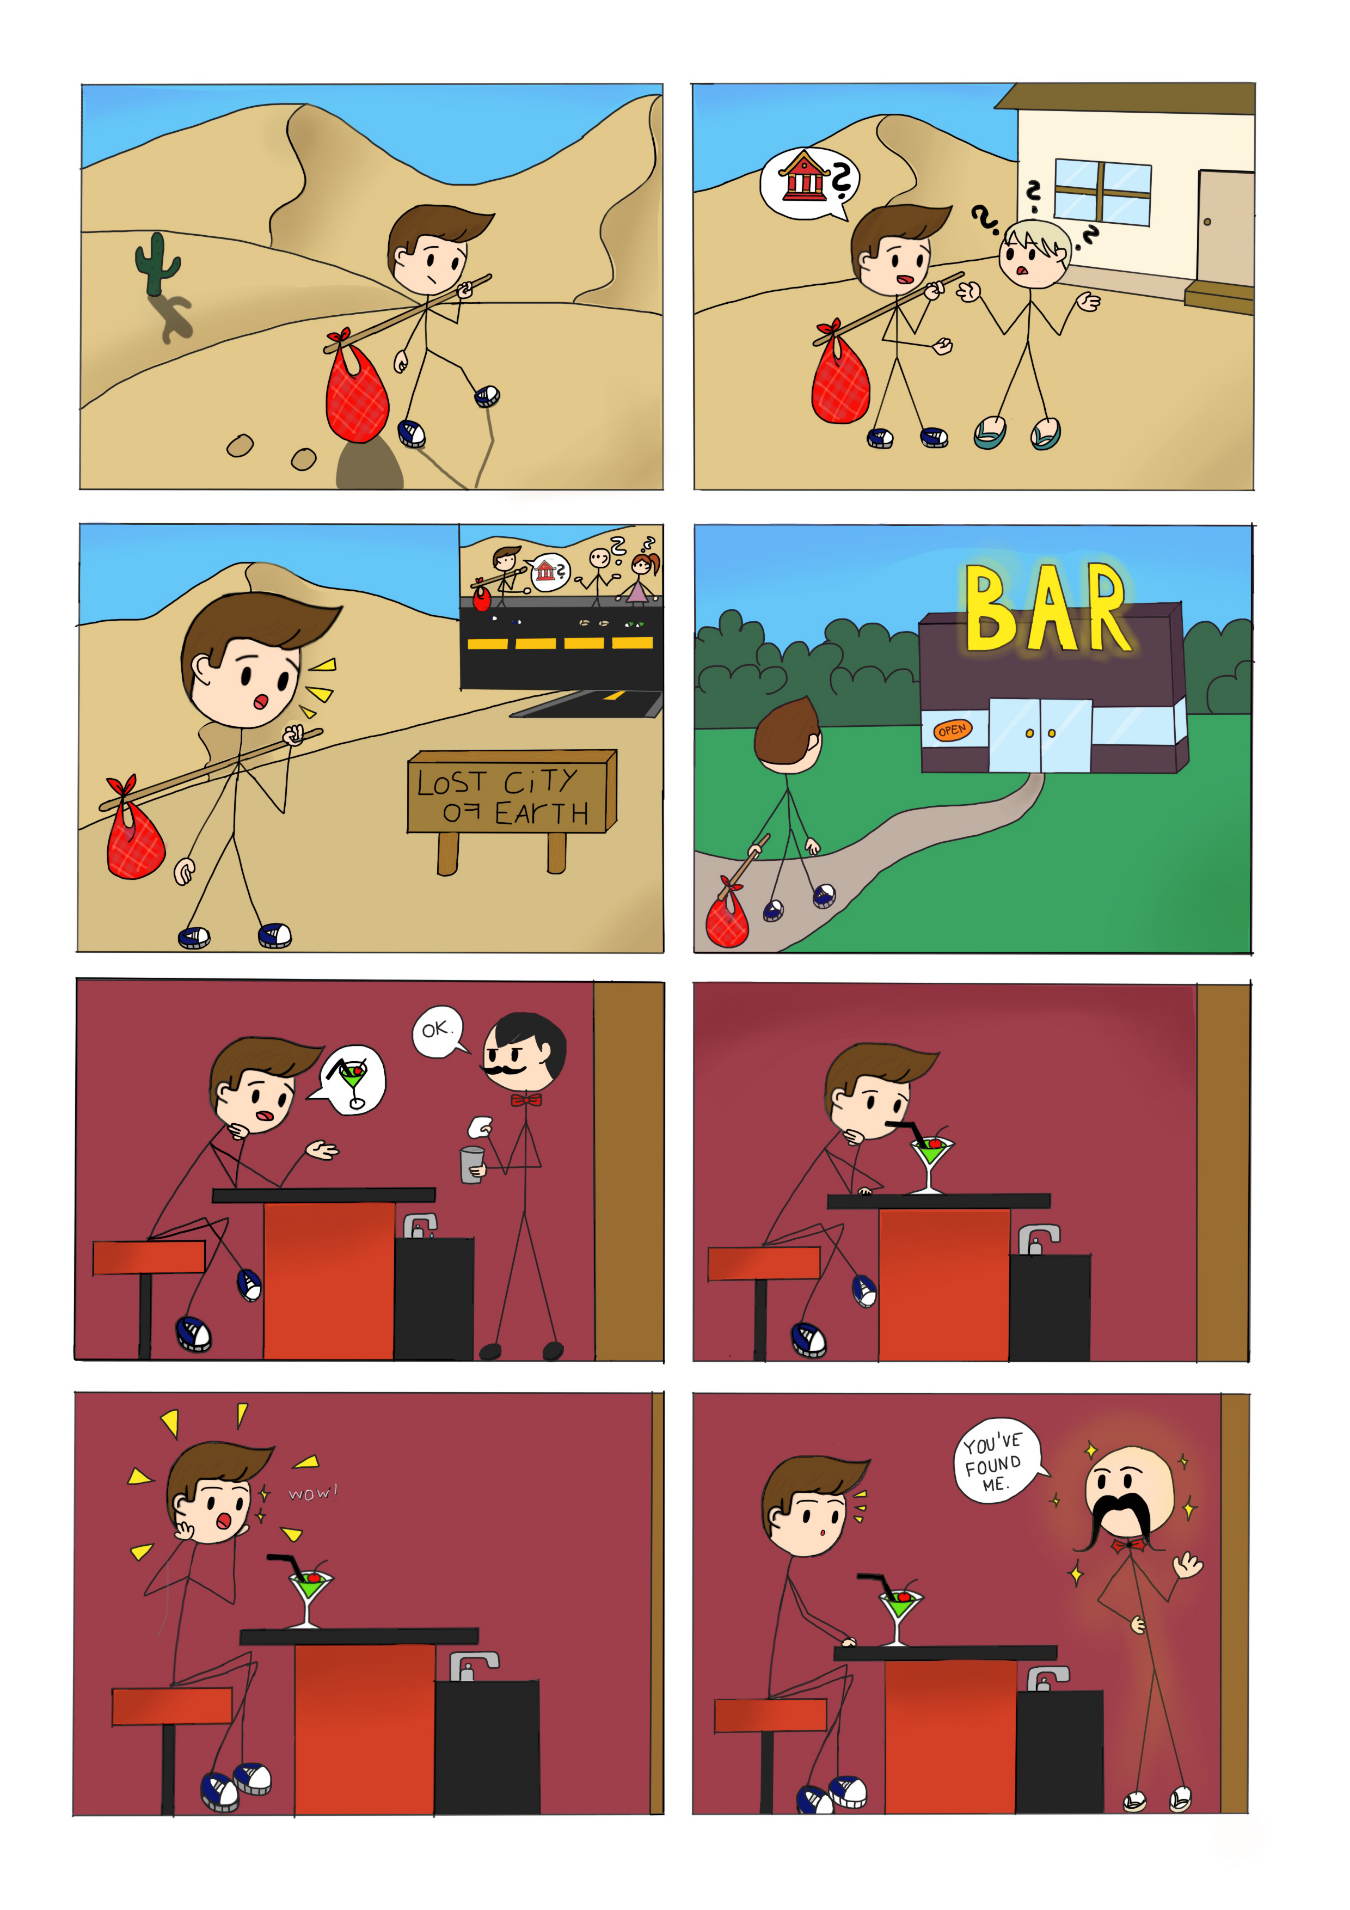 ?
? ? ?
?
? ?
LOST CiTY
OF EARTH
BAR
OPEN
OK.
WOW!
YOU'VE
FOUND
ME.